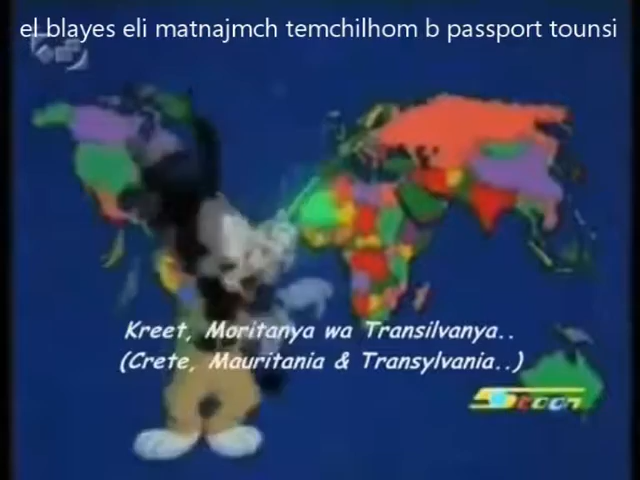 el blayes eli matnajmch temchilhom b passport tounsi
Kreet, Moritanya wa Transilvanya..
(Crete, Mauritania & Transylvania..)